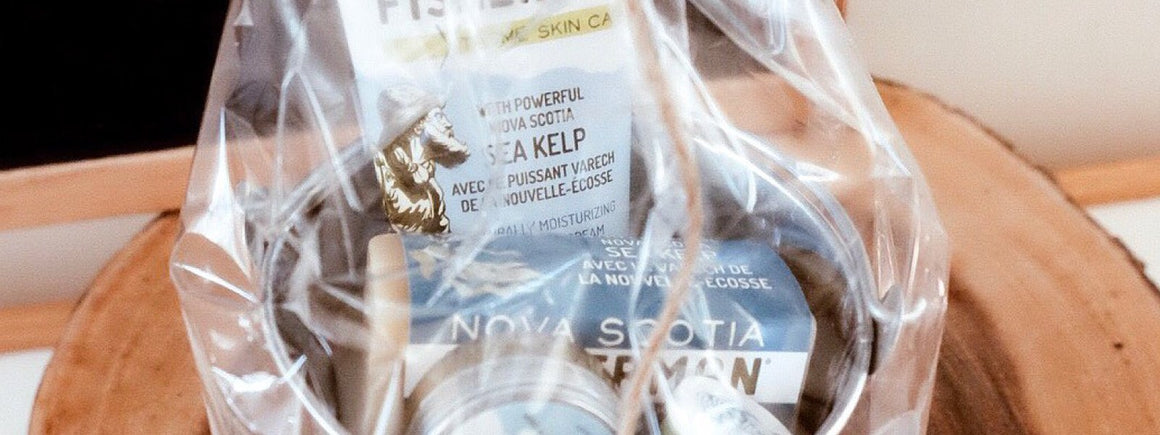 SKIN CA
WITH POWERFUL
NOVA SCOTIA
SEA KELP
AVEC LE PUISSANT VARECH
DE LA NOUVELLE-ÉCOSSE
MOISTURIZING
SEA KELP
AVEC LE VARECH DE
LA NOUVELLE-ÉCOSSE
NOVA SCOTIA